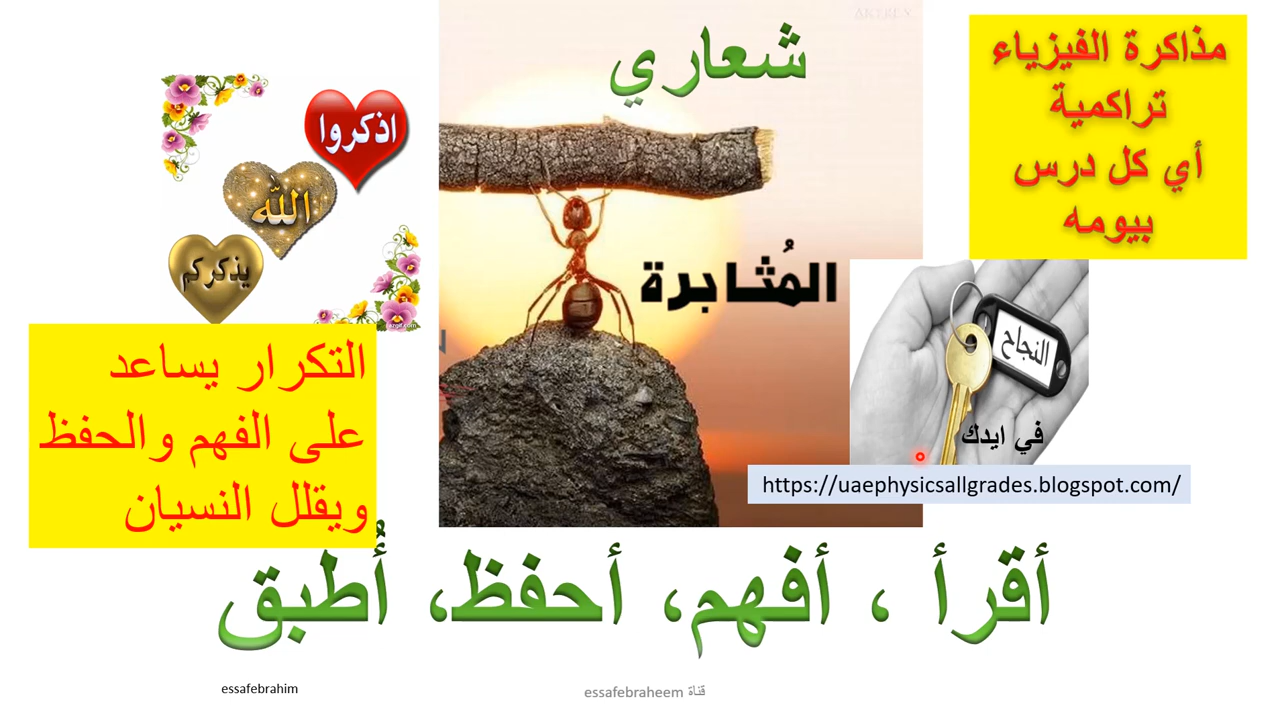 شعاري
مذاكرة الفيزياء
تراكمية
أي كل درس
بيومه
اذكروا
الله
يذكركم
المُثابرة
النجاح
في ايدك
التكرار يساعد
على الفهم والحفظ
ويقلل النسيان
https://uaephysicsallgrades.blogspot.com/
أقرأ ، أفهم، أحفظ، أُطبق
essafebrahim
قناة essafebraheem